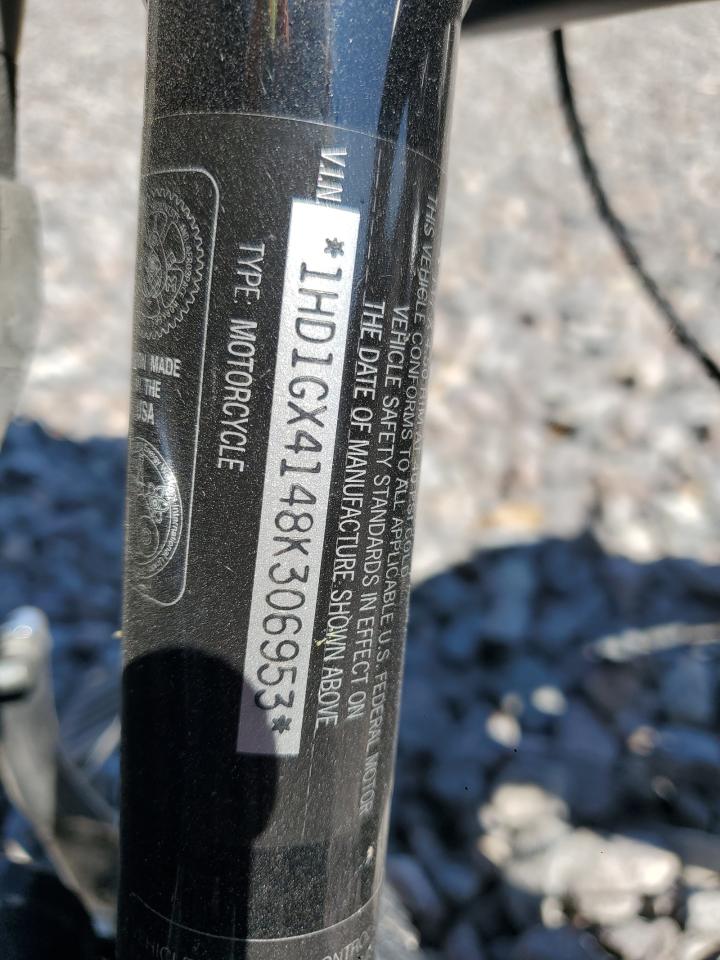 THIS VEHICLE CONFORMS TO ALL APPLICABLE U.S. FEDERAL MOTOR
VEHICLE SAFETY STANDARDS IN EFFECT ON
THE DATE OF MANUFACTURE SHOWN ABOVE
VIN
*1HD1GX4148K306953*
TYPE: MOTORCYCLE
MADE
THE
USA